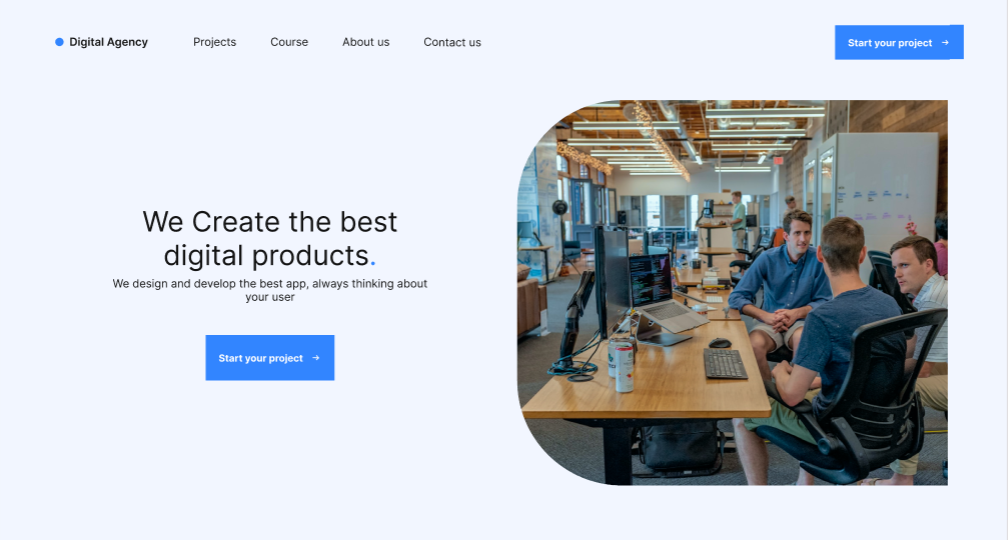 Digital Agency
Projects
Course
About us
Contact us
Start your project →
We Create the best
digital products.
We design and develop the best app, always thinking about
your user
Start your project →